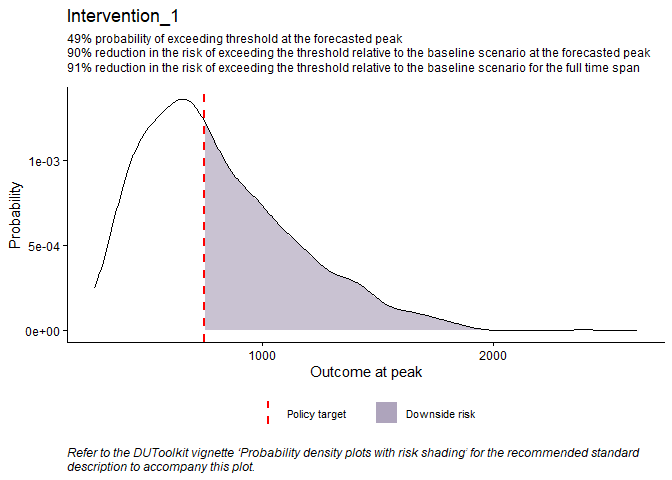 Intervention_1
49% probability of exceeding threshold at the forecasted peak
90% reduction in the risk of exceeding the threshold relative to the baseline scenario at the forecasted peak
91% reduction in the risk of exceeding the threshold relative to the baseline scenario for the full time span
Probability
1e-03
5e-04
0e+00
1000
2000
Outcome at peak
Policy target
Downside risk
Refer to the DUToolkit vignette 'Probability density plots with risk shading' for the recommended standard
description to accompany this plot.